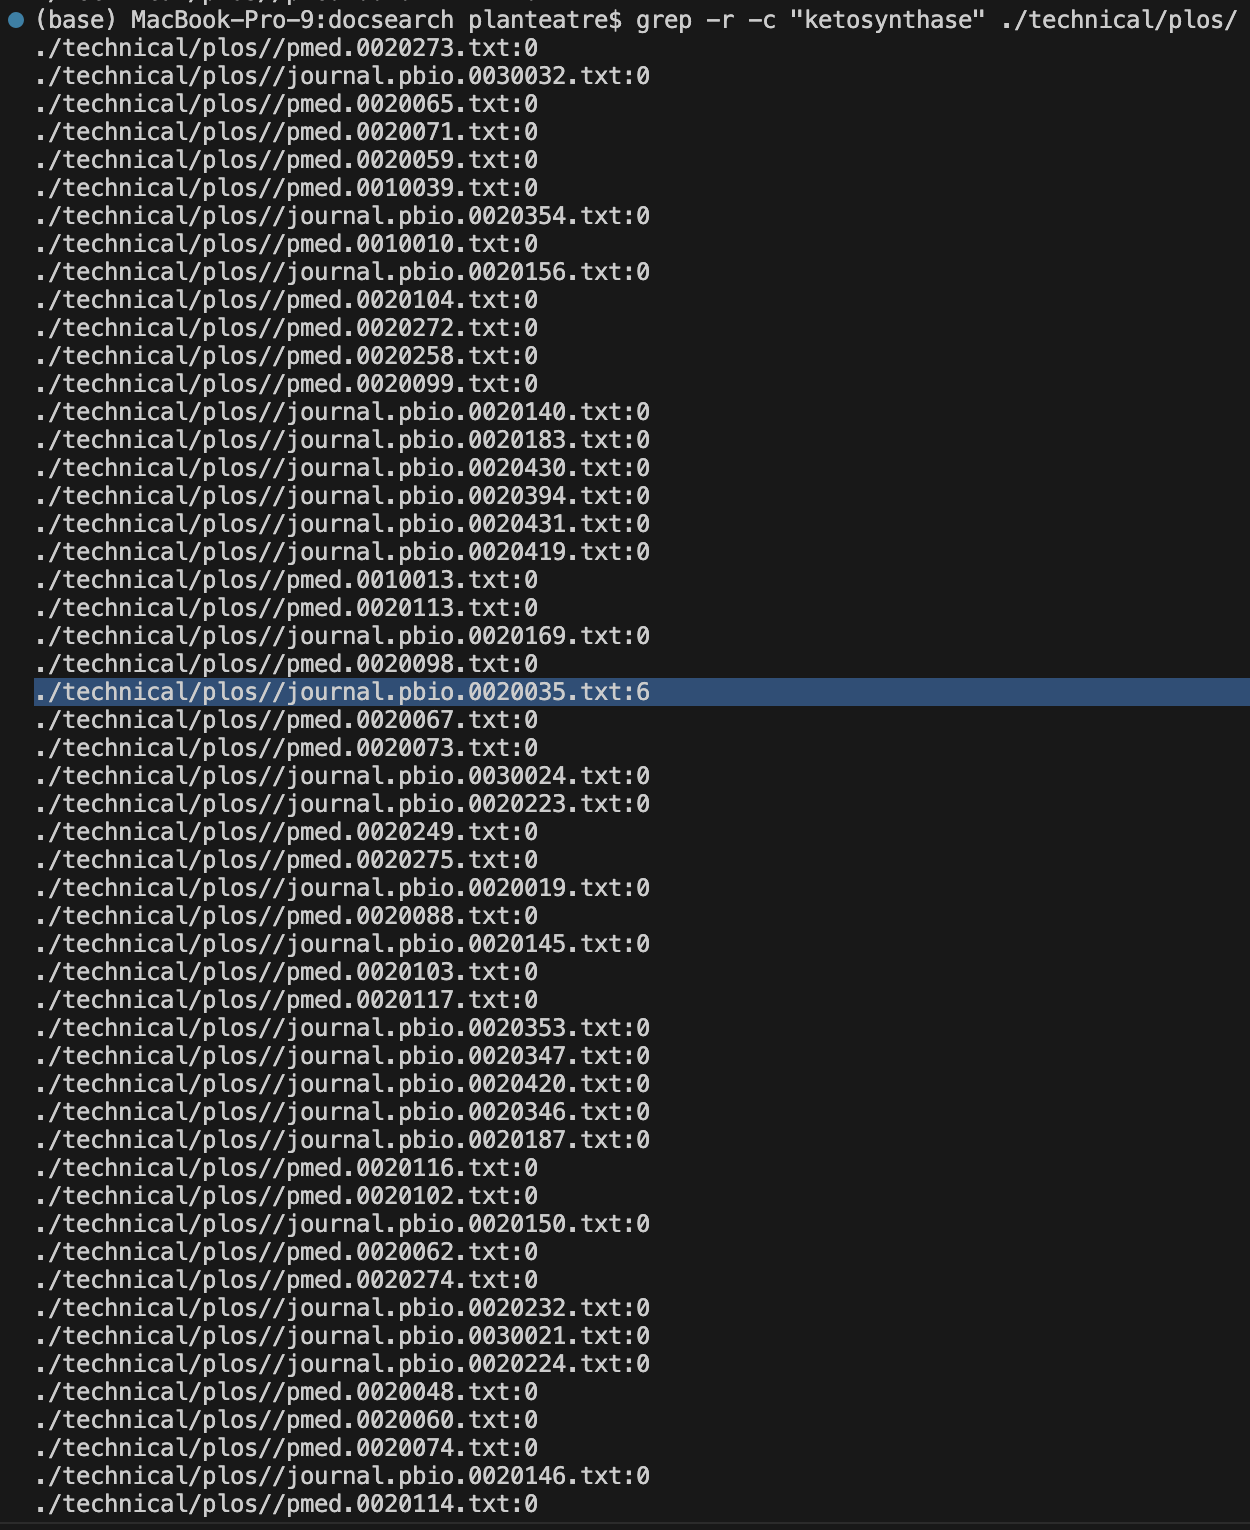 (base) MacBook-Pro-9:docsearch planteatre$ grep -r -c "ketosynthase" ./technical/plos/
./technical/plos//pmed.0020273.txt:0
./technical/plos//journal.pbio.0030032.txt:0
./technical/plos//pmed.0020065.txt:0
./technical/plos//pmed.0020071.txt:0
./technical/plos//pmed.0020059.txt:0
./technical/plos//pmed.0010039.txt:0
./technical/plos//journal.pbio.0020354.txt:0
./technical/plos//pmed.0010010.txt:0
./technical/plos//journal.pbio.0020156.txt:0
./technical/plos//pmed.0020104.txt:0
./technical/plos//pmed.0020272.txt:0
./technical/plos//pmed.0020258.txt:0
./technical/plos//pmed.0020099.txt:0
./technical/plos//journal.pbio.0020140.txt:0
./technical/plos//journal.pbio.0020183.txt:0
./technical/plos//journal.pbio.0020430.txt:0
./technical/plos//journal.pbio.0020394.txt:0
./technical/plos//journal.pbio.0020431.txt:0
./technical/plos//journal.pbio.0020419.txt:0
./technical/plos//pmed.0010013.txt:0
./technical/plos//pmed.0020113.txt:0
./technical/plos//journal.pbio.0020169.txt:0
./technical/plos//pmed.0020098.txt:0
./technical/plos//journal.pbio.0020035.txt:6
./technical/plos//pmed.0020067.txt:0
./technical/plos//pmed.0020073.txt:0
./technical/plos//journal.pbio.0030024.txt:0
./technical/plos//journal.pbio.0020223.txt:0
./technical/plos//pmed.0020249.txt:0
./technical/plos//pmed.0020275.txt:0
./technical/plos//journal.pbio.0020019.txt:0
./technical/plos//pmed.0020088.txt:0
./technical/plos//journal.pbio.0020145.txt:0
./technical/plos//pmed.0020103.txt:0
./technical/plos//pmed.0020117.txt:0
./technical/plos//journal.pbio.0020353.txt:0
./technical/plos//journal.pbio.0020347.txt:0
./technical/plos//journal.pbio.0020420.txt:0
./technical/plos//journal.pbio.0020346.txt:0
./technical/plos//journal.pbio.0020187.txt:0
./technical/plos//pmed.0020116.txt:0
./technical/plos//pmed.0020102.txt:0
./technical/plos//journal.pbio.0020150.txt:0
./technical/plos//pmed.0020062.txt:0
./technical/plos//pmed.0020274.txt:0
./technical/plos//journal.pbio.0020232.txt:0
./technical/plos//journal.pbio.0030021.txt:0
./technical/plos//journal.pbio.0020224.txt:0
./technical/plos//pmed.0020048.txt:0
./technical/plos//pmed.0020060.txt:0
./technical/plos//pmed.0020074.txt:0
./technical/plos//journal.pbio.0020146.txt:0
./technical/plos//pmed.0020114.txt:0